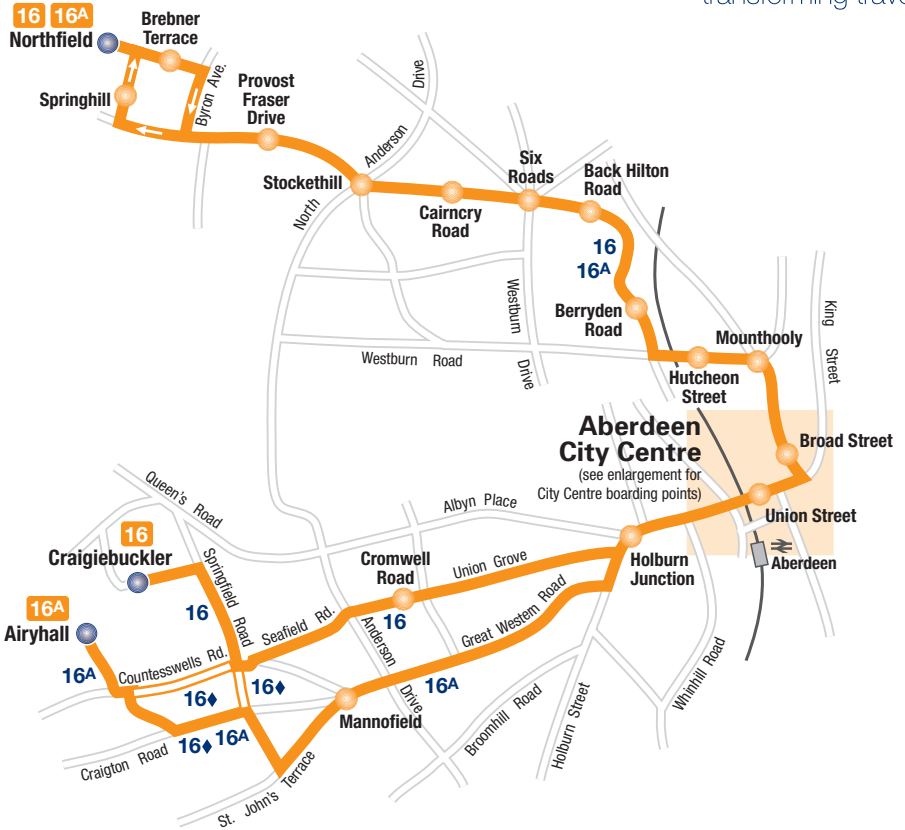 transforming trave
16 16A
Northfield
Brebner
Terrace
Springhill
Byron Ave.
Provost
Fraser
Drive
Drive
Anderson
North
Stockethill
Cairncry
Road
Six
Roads
Back Hilton
Road
16
16A
Berryden
Road
Westburn
Drive
Westburn Road
Hutcheon
Street
Mounthooly
King
Street
Aberdeen
City Centre
(see enlargement for
City Centre boarding points)
Broad Street
Union Street
Aberdeen
Holburn
Junction
Albyn Place
Queen's Road
16
Craigiebuckler
Springfield
Road
16
Cromwell
Road
Union Grove
16
Seafield Rd.
Great Western Road
16A
Airyhall
16A
Countesswells Rd.
16♦
16♦
16♦ 16A
Anderson
Drive
16A
Mannofield
Craigton Road
St. John's Terrace
Broomhill Road
Holburn Street
Whinhill Road